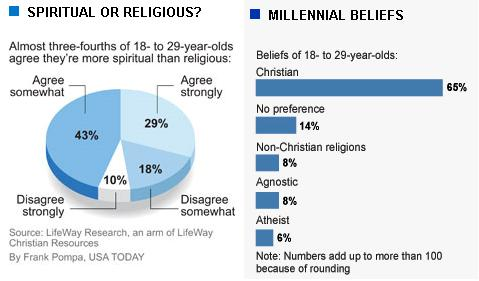 SPIRITUAL OR RELIGIOUS?
Almost three-fourths of 18- to 29-year-olds
agree they're more spiritual than religious:
Agree
somewhat
Agree
strongly
43%
29%
18%
10%
Disagree
strongly
Disagree
somewhat
Source: LifeWay Research, an arm of LifeWay
Christian Resources
By Frank Pompa, USA TODAY
MILLENNIAL BELIEFS
Beliefs of 18- to 29-year-olds:
Christian
65%
No preference
14%
Non-Christian religions
8%
Agnostic
8%
Atheist
6%
Note: Numbers add up to more than 100
because of rounding